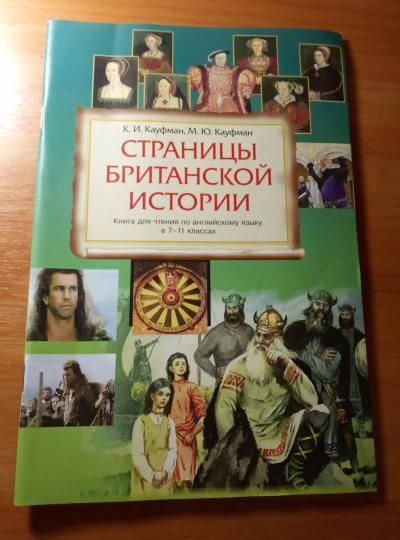 К. И. Кауфман, М. Ю. Кауфман
СТРАНИЦЫ
БРИТАНСКОЙ
ИСТОРИИ
Книга для чтения по английскому языку
в 7–11 классах